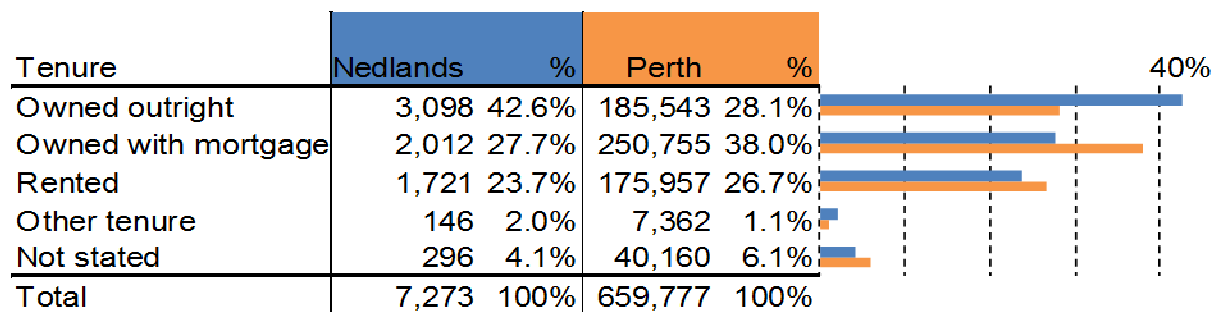 Tenure Nedlands % Perth % 40%
Owned outright 3,098 42.6% 185,543 28.1%
Owned with mortgage 2,012 27.7% 250,755 38.0%
Rented 1,721 23.7% 175,957 26.7%
Other tenure 146 2.0% 7,362 1.1%
Not stated 296 4.1% 40,160 6.1%
Total 7,273 100% 659,777 100%